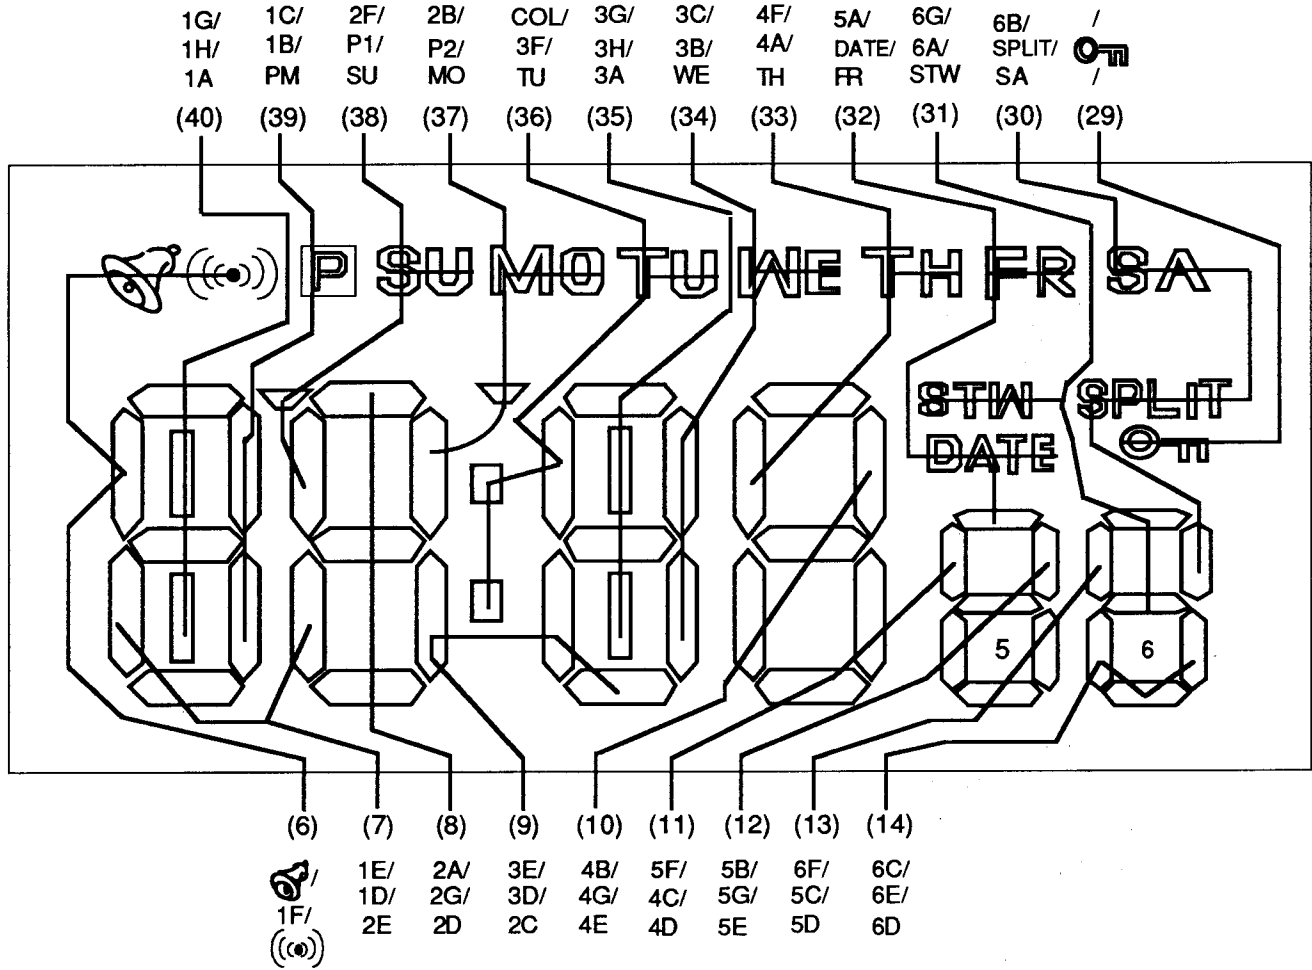 1G/ 1C/ 2F/ 2B/ COL/ 3G/ 3C/ 4F/ 5A/ 6G/ 6B/ /
1H/ 1B/ P1/ P2/ 3F/ 3H/ 3B/ 4A/ DATE/ 6A/ SPLIT/
1A PM SU MO TU 3A WE TH FR STW SA /
(40) (39) (38) (37) (36) (35) (34) (33) (32) (31) (30) (29)
P SU MO TU WE TH FR SA
STW SPLIT
DATE
5 6
(6) (7) (8) (9) (10) (11) (12) (13) (14)
/ 1E/ 2A/ 3E/ 4B/ 5F/ 5B/ 6F/ 6C/
1F/ 1D/ 2G/ 3D/ 4G/ 4C/ 5G/ 5C/ 6E/
2E 2D 2C 4E 4D 5E 5D 6D